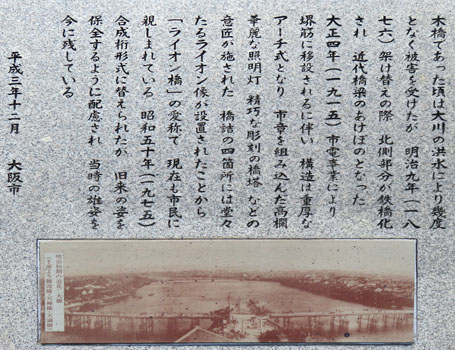 木橋であった頃は大川の洪水により幾度
となく被害を受けたが　明治九年(一八
七六)架け替えの際　北側部分が鉄橋化
され　近代橋梁のあけぼのとなった
大正四年(一九一五)市電事業により
堺筋に移設されるに伴い　構造は重厚な
アーチ式となり　市章を組み込んだ高欄
華麗な照明灯　精巧な彫刻の橋塔　などの
意匠が施された　橋詰の四箇所には堂々
たるライオン像が設置されたことから
「ライオン橋」の愛称で　現在も市民に
親しまれている　昭和五十年(一九七五)
合成桁形式に替えられたが　旧来の姿を
保全するように配慮され　当時の雄姿を
今に残している
平成三年十二月　大阪市